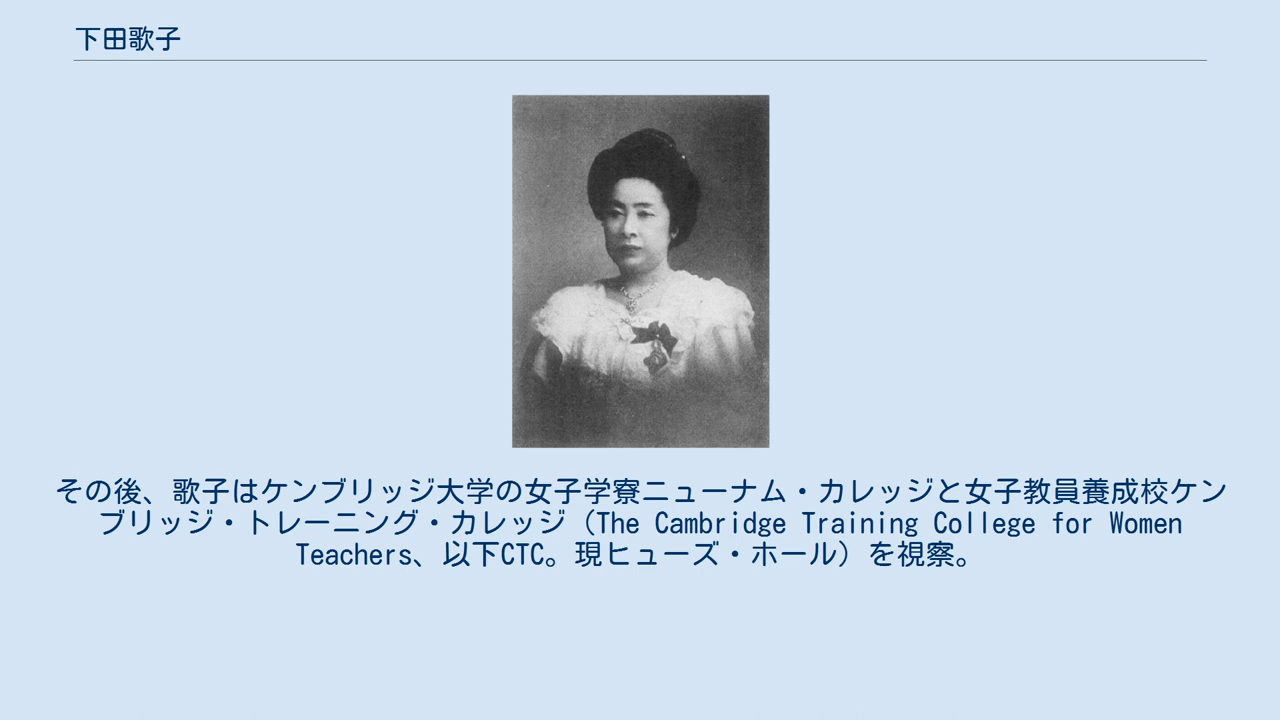 下田歌子
その後、歌子はケンブリッジ大学の女子学寮ニューナム・カレッジと女子教員養成校ケン
ブリッジ・トレーニング・カレッジ（The Cambridge Training College for Women
Teachers、以下CTC。現ヒューズ・ホール）を視察。